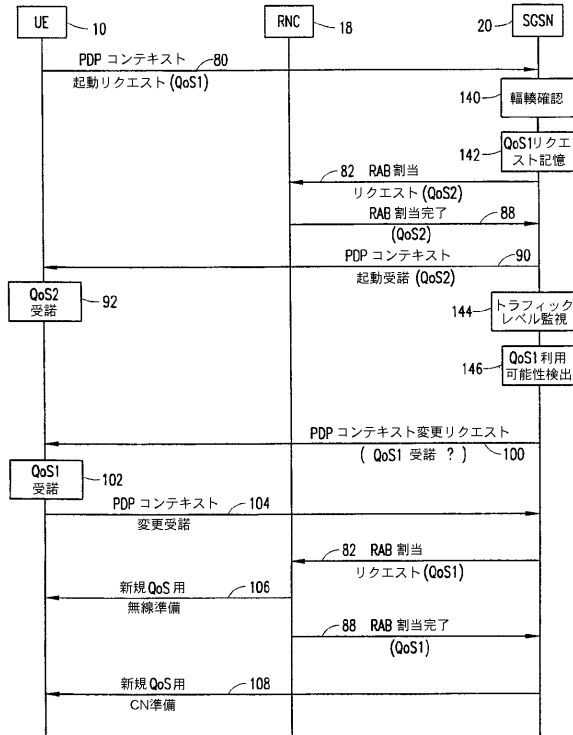 UE
10
RNC
18
20
SGSN
PDP コンテキスト
80
起動リクエスト(QoS1)
140
輻輳確認
142
QoS1リクエ
スト記憶
82 RAB 割当
リクエスト(QoS2)
RAB 割当完了
88
(QoS2)
PDP コンテキスト
90
起動受諾(QoS2)
QoS2
受諾
92
144
トラフィック
レベル監視
146
QoS1利用
可能性検出
PDP コンテキスト変更リクエスト
( QoS1 受諾 ? )
100
QoS1
受諾
102
PDP コンテキスト
104
変更受諾
82 RAB 割当
リクエスト(QoS1)
新規 QoS 用
106
無線準備
88 RAB 割当完了
(QoS1)
新規 QoS 用
108
CN準備